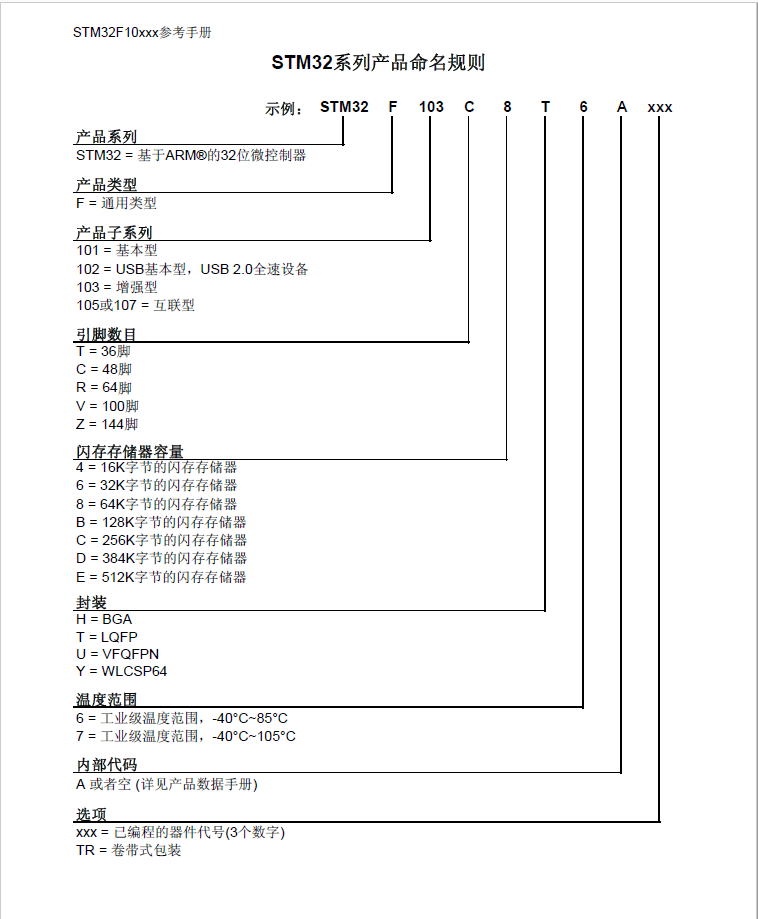 STM32F10xxx参考手册
STM32系列产品命名规则
示例： STM32 F 103 C 8 T 6 A xxx
产品系列
STM32 = 基于ARM®的32位微控制器
产品类型
F = 通用类型
产品子系列
101 = 基本型
102 = USB基本型，USB 2.0全速设备
103 = 增强型
105或107 = 互联型
引脚数目
T = 36脚
C = 48脚
R = 64脚
V = 100脚
Z = 144脚
闪存存储器容量
4 = 16K字节的闪存存储器
6 = 32K字节的闪存存储器
8 = 64K字节的闪存存储器
B = 128K字节的闪存存储器
C = 256K字节的闪存存储器
D = 384K字节的闪存存储器
E = 512K字节的闪存存储器
封装
H = BGA
T = LQFP
U = VFQFPN
Y = WLCSP64
温度范围
6 = 工业级温度范围，-40°C~85°C
7 = 工业级温度范围，-40°C~105°C
内部代码
A 或者空 (详见产品数据手册)
选项
xxx = 已编程的器件代号(3个数字)
TR = 卷带式包装